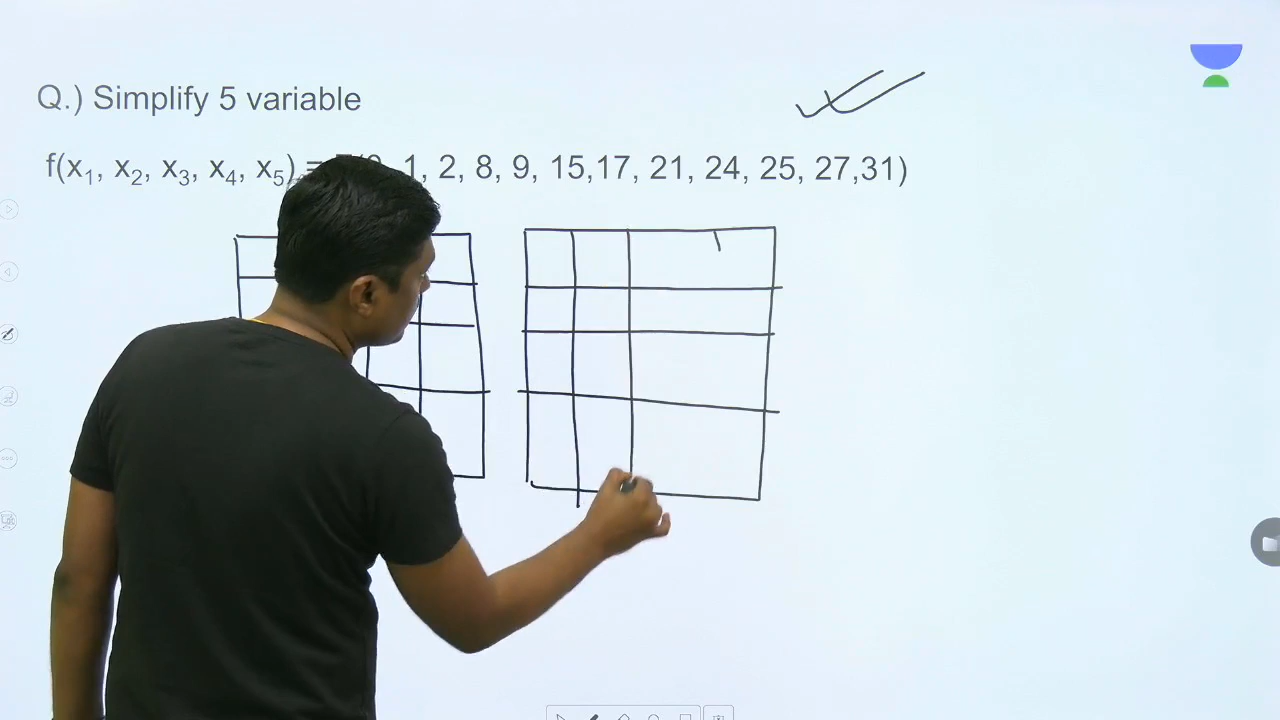 Q.) Simplify 5 variable
f(x₁, x₂, x₃, x₄, x₅) = 1, 2, 8, 9, 15,17, 21, 24, 25, 27,31)